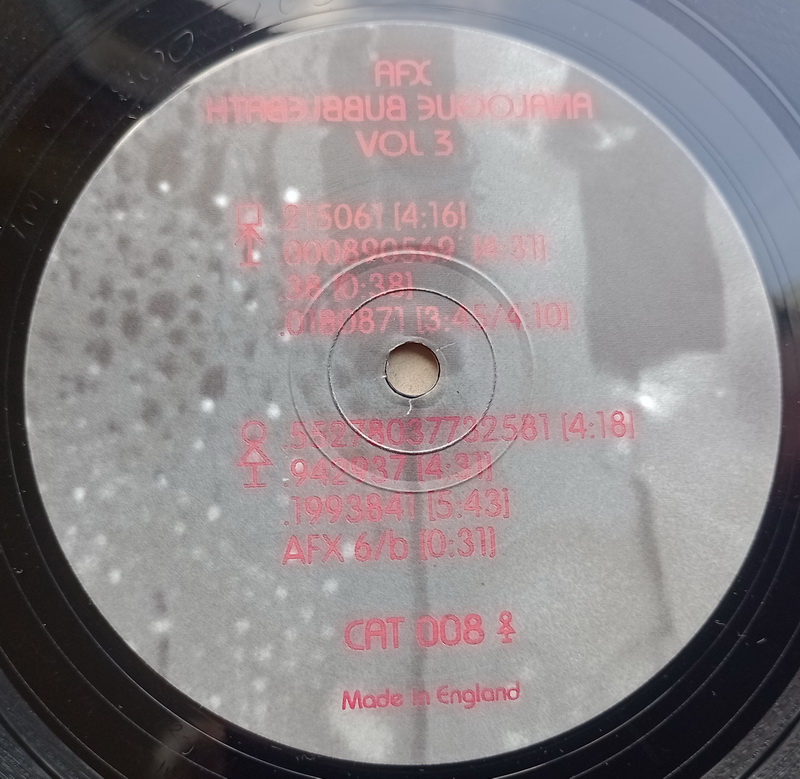 AFX
ANALOGUE BUBBLEBATH
VOL 3
.215061 [4:16]
.000890569 [4:31]
.38 [0:38]
.0180871 [3:45/4:10]
.55278037732581 [4:18]
.942937 [4:31]
.1993841 [5:43]
AFX 6/b [0:31]
CAT 008
Made in England